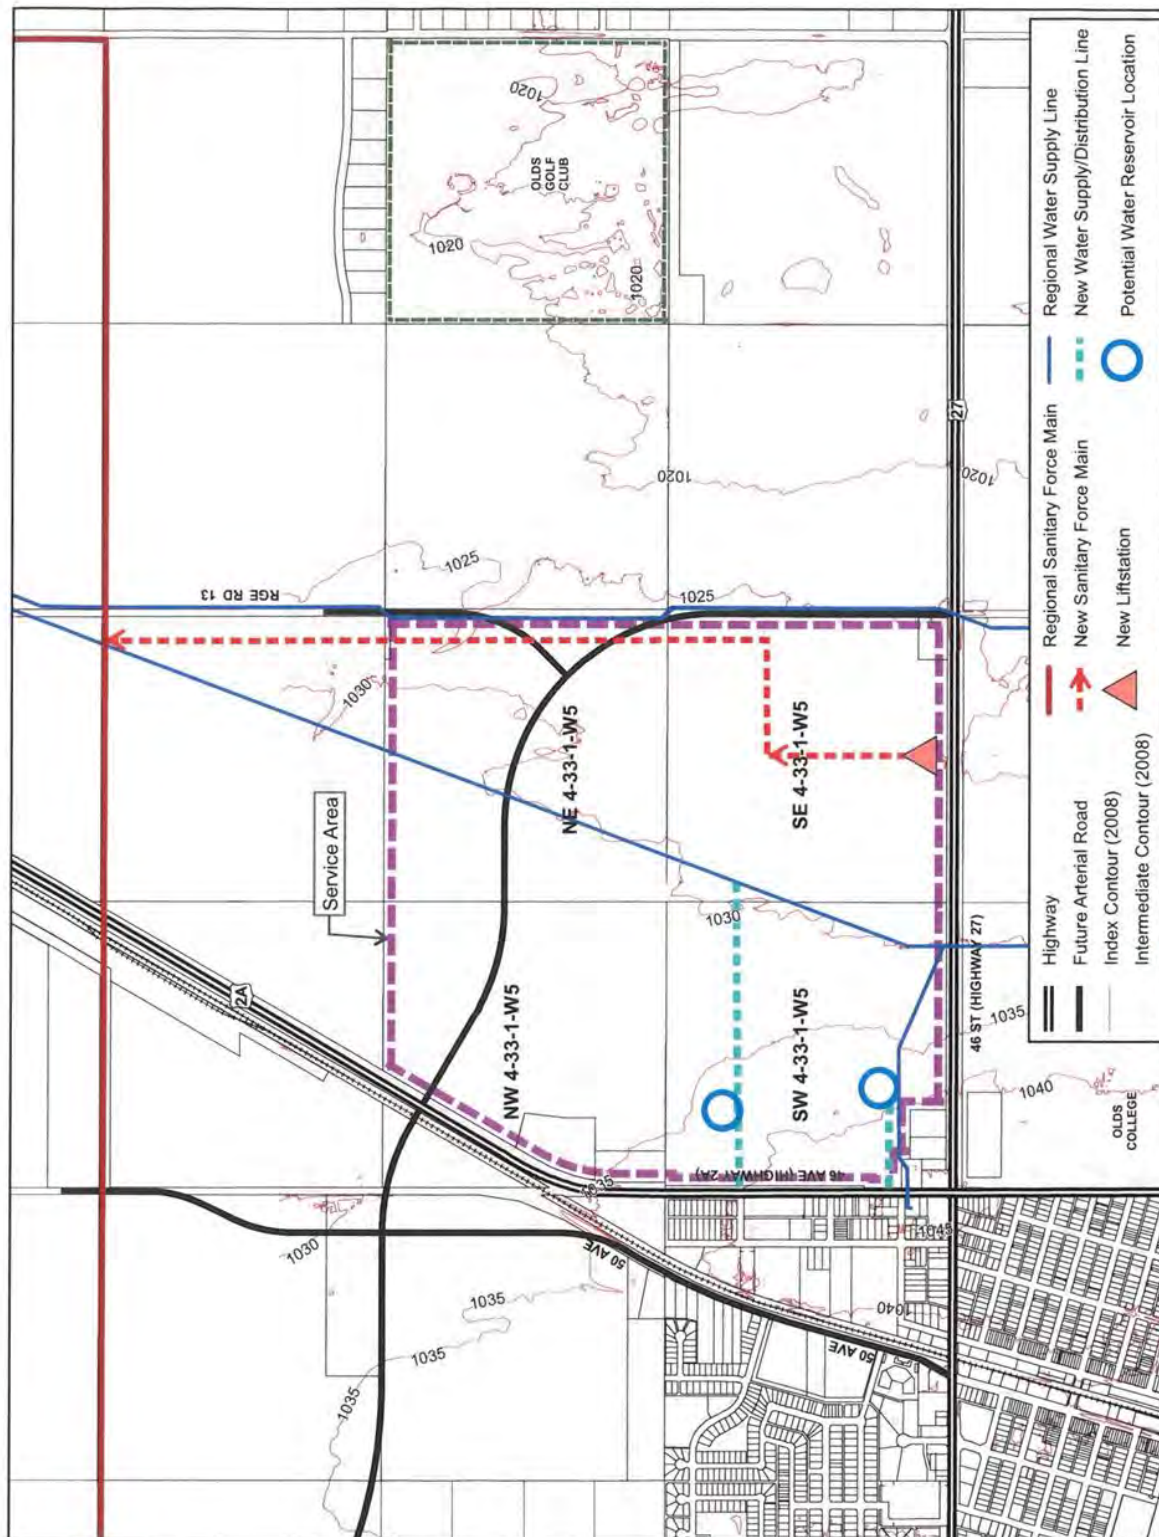 1020
OLDS
GOLF
CLUB
1020
1020
RGE RD 13
1025
1025
1020
27
1020
1030
Service Area
NE 4-33-1-W5
SE 4-33-1-W5
1030
2A
NW 4-33-1-W5
SW 4-33-1-W5
46 ST (HIGHWAY 27)
1035
1040
OLDS
COLLEGE
46 AVE (HIGHWAY 2A)
1035
1045
1030
50 AVE
1035
1035
1035
1040
50 AVE
Highway
Future Arterial Road
Index Contour (2008)
Intermediate Contour (2008)
Regional Sanitary Force Main
New Sanitary Force Main
New Liftstation
Regional Water Supply Line
New Water Supply/Distribution Line
Potential Water Reservoir Location